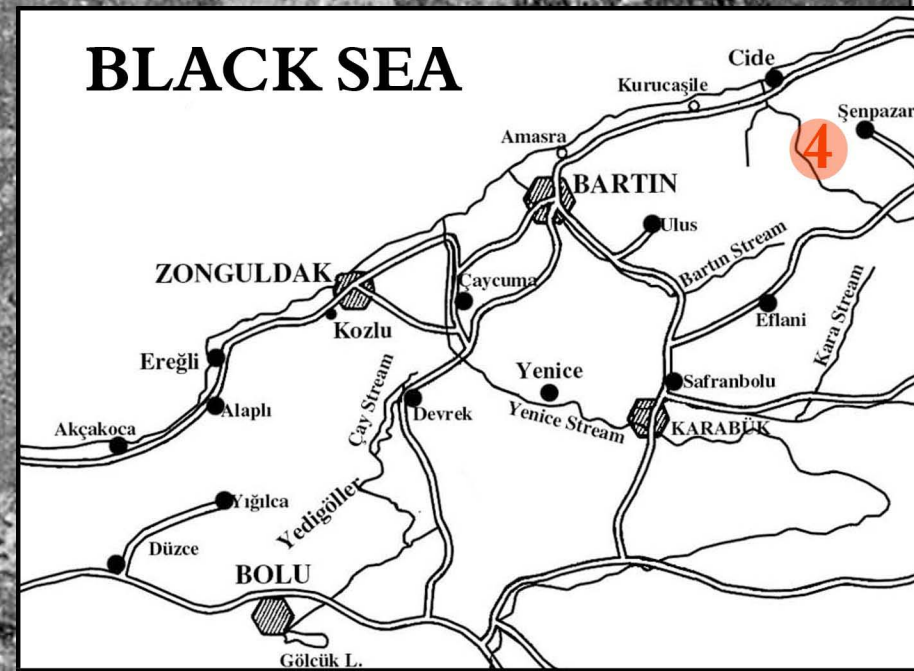 BLACK SEA
Cide
Kurucaşile
Şenpazar
4
Amasra
BARTIN
Ulus
Bartın Stream
ZONGULDAK
Çaycuma
Eflani
Kara Stream
Kozlu
Ereğli
Yenice
Safranbolu
Çay Stream
Alaplı
Devrek
Yenice Stream
KARABÜK
Akçakoca
Yığılca
Yedigöller
Düzce
BOLU
Gölcük L.